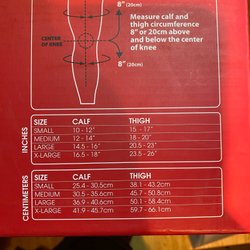 8" (20cm)
Measure calf and
thigh circumference
8" or 20cm above
and below the center
of knee
CENTER
OF KNEE
8" (20cm)
INCHES
SIZE CALF THIGH
SMALL 10 - 12" 15 - 17"
MEDIUM 12 - 14" 18 - 20"
LARGE 14.5 - 16" 20.5 - 23"
X-LARGE 16.5 - 18" 23.5 - 26"
CENTIMETERS
SIZE CALF THIGH
SMALL 25.4 - 30.5cm 38.1 - 43.2cm
MEDIUM 30.5 - 35.6cm 45.7 - 50.8cm
LARGE 36.9 - 40.6cm 50.1 - 58.4cm
X-LARGE 41.9 - 45.7cm 59.7 - 66.1cm